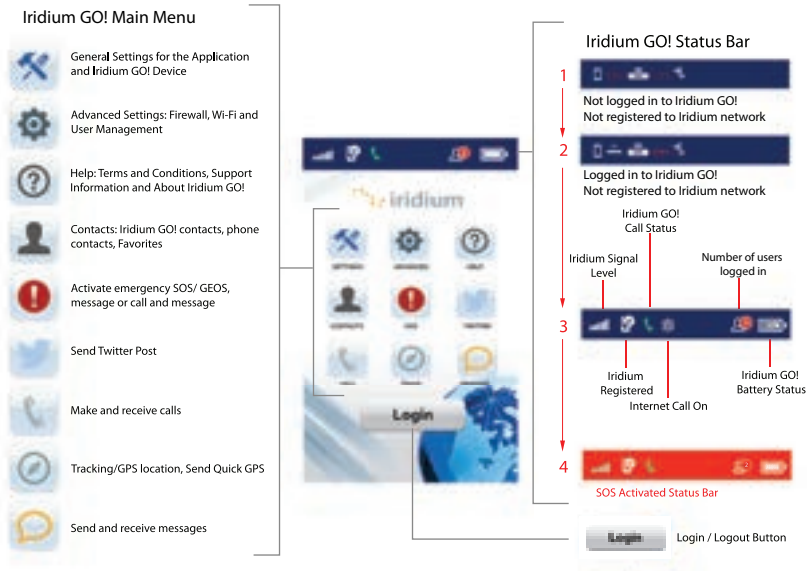 Iridium GO! Main Menu
General Settings for the Application
and Iridium GO! Device
Advanced Settings: Firewall, Wi-Fi and
User Management
Help: Terms and Conditions, Support
Information and About Iridium GO!
Contacts: Iridium GO! contacts, phone
contacts, Favorites
Activate emergency SOS/ GEOS,
message or call and message
Send Twitter Post
Make and receive calls
Tracking/GPS location, Send Quick GPS
Send and receive messages
iridium
SETTINGS
ADVANCED
HELP
CONTACTS
SOS
TWITTER
Login
Iridium GO! Status Bar
1
Not logged in to Iridium GO!
Not registered to Iridium network
2
Logged in to Iridium GO!
Not registered to Iridium network
Iridium GO!
Call Status
Iridium Signal
Level
Number of users
logged in
3
Iridium
Registered
Internet Call On
Iridium GO!
Battery Status
4
SOS Activated Status Bar
Login
Login / Logout Button